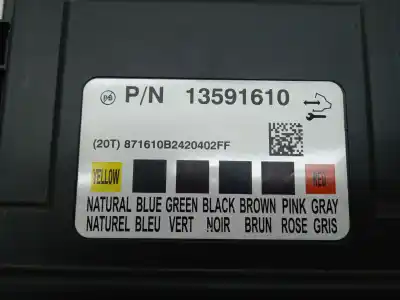 P/N 13591610
(20T) 871610B2420402FF
YELLOW RED
NATURAL BLUE GREEN BLACK BROWN PINK GRAY
NATUREL BLEU VERT NOIR BRUN ROSE GRIS